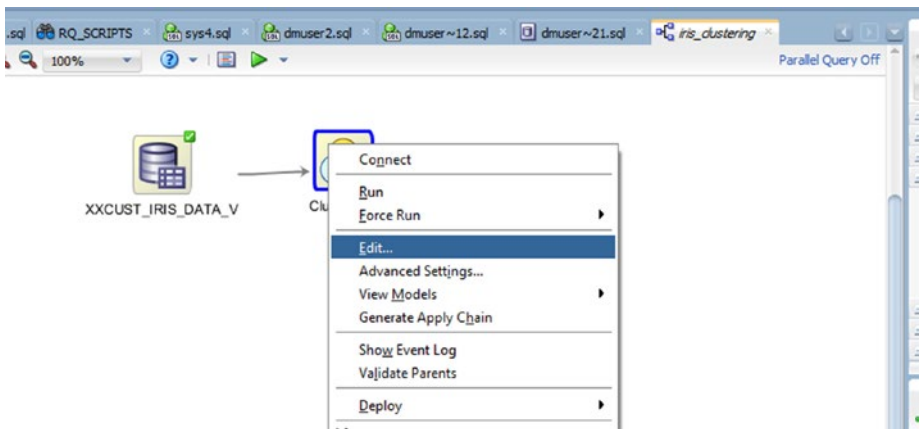 .sql RQ_SCRIPTS sys4.sql dmuser2.sql dmuser~12.sql dmuser~21.sql iris_clustering
100% Parallel Query Off
XXCUST_IRIS_DATA_V
Clu
Connect
Run
Force Run
Edit...
Advanced Settings...
View Models
Generate Apply Chain
Show Event Log
Validate Parents
Deploy